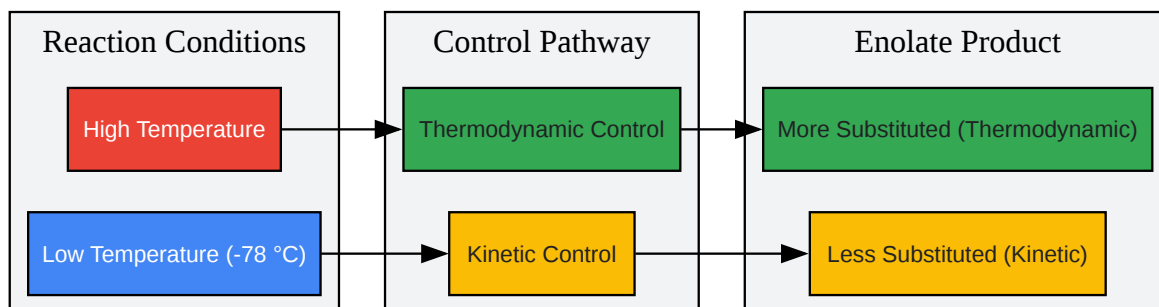 Reaction Conditions
Control Pathway
Enolate Product
High Temperature
Thermodynamic Control
More Substituted (Thermodynamic)
Low Temperature (-78 °C)
Kinetic Control
Less Substituted (Kinetic)